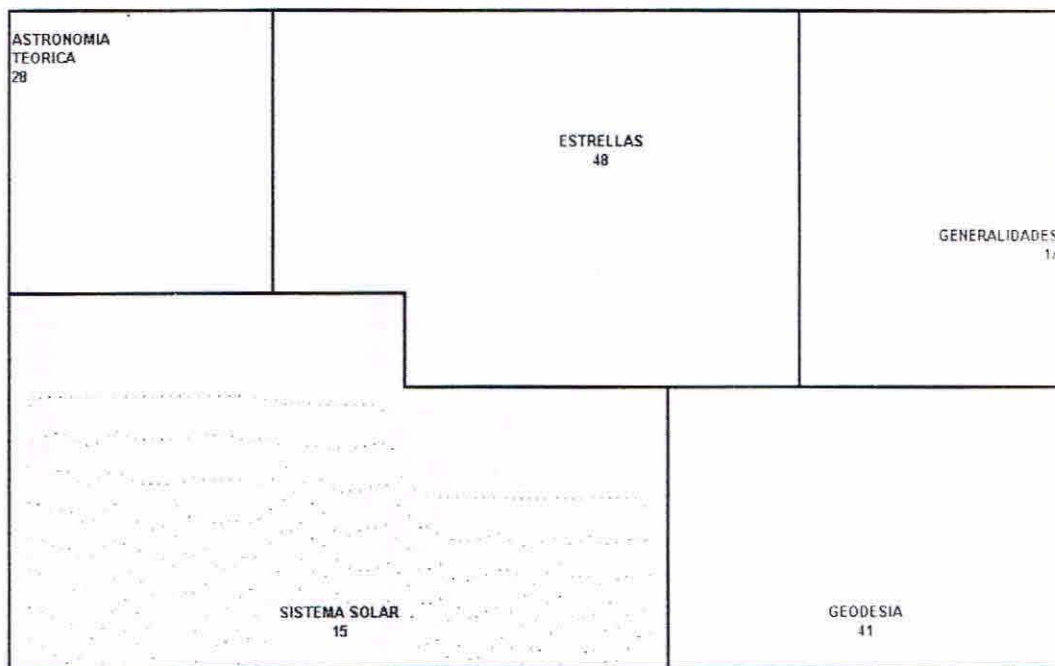 ASTRONOMIA
TEORICA
28
ESTRELLAS
48
GENERALIDADES
SISTEMA SOLAR
15
GEODESIA
41